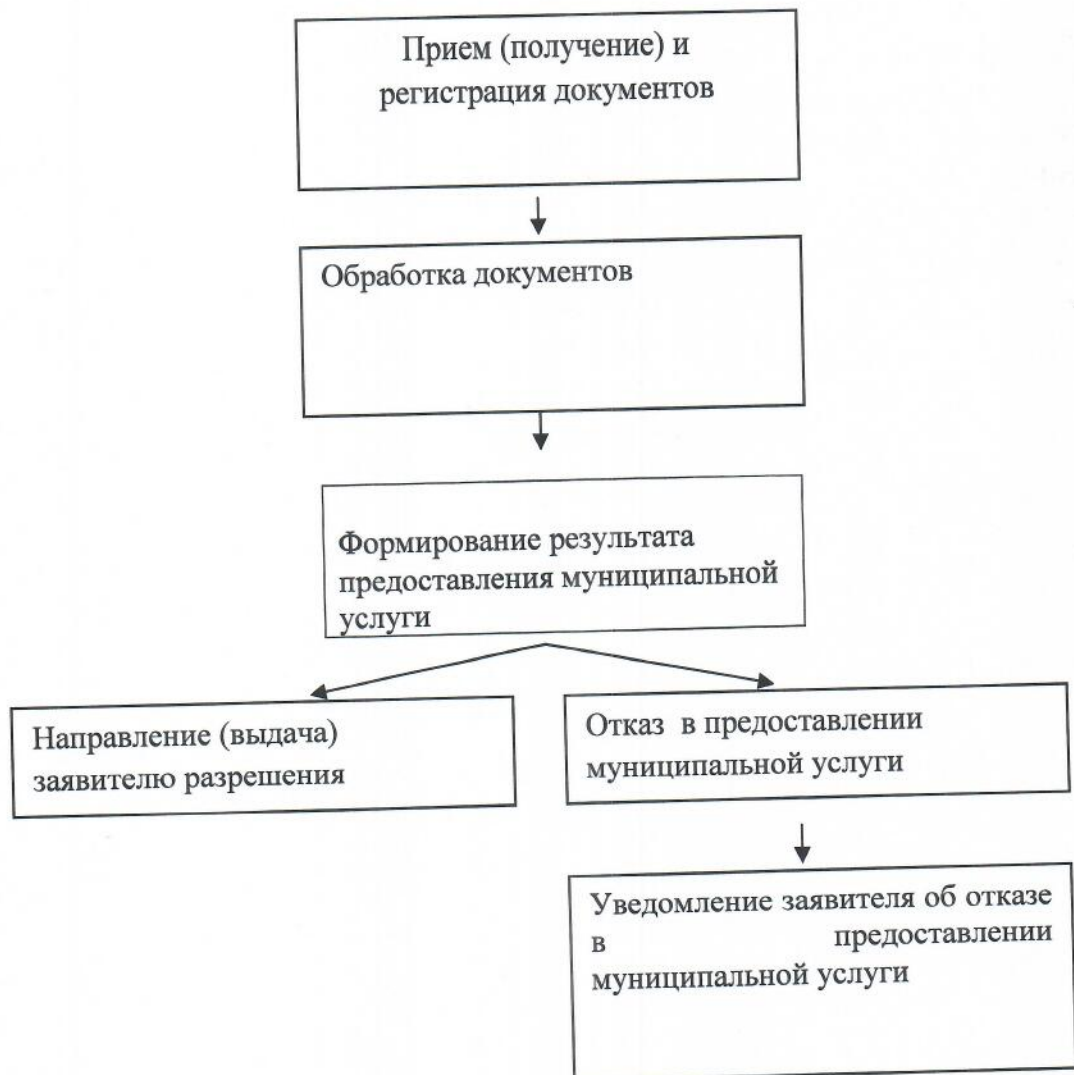 Прием (получение) и
регистрация документов
Обработка документов
Формирование результата
предоставления муниципальной
услуги
Направление (выдача)
заявителю разрешения
Отказ в предоставлении
муниципальной услуги
Уведомление заявителя об отказе
в предоставлении
муниципальной услуги